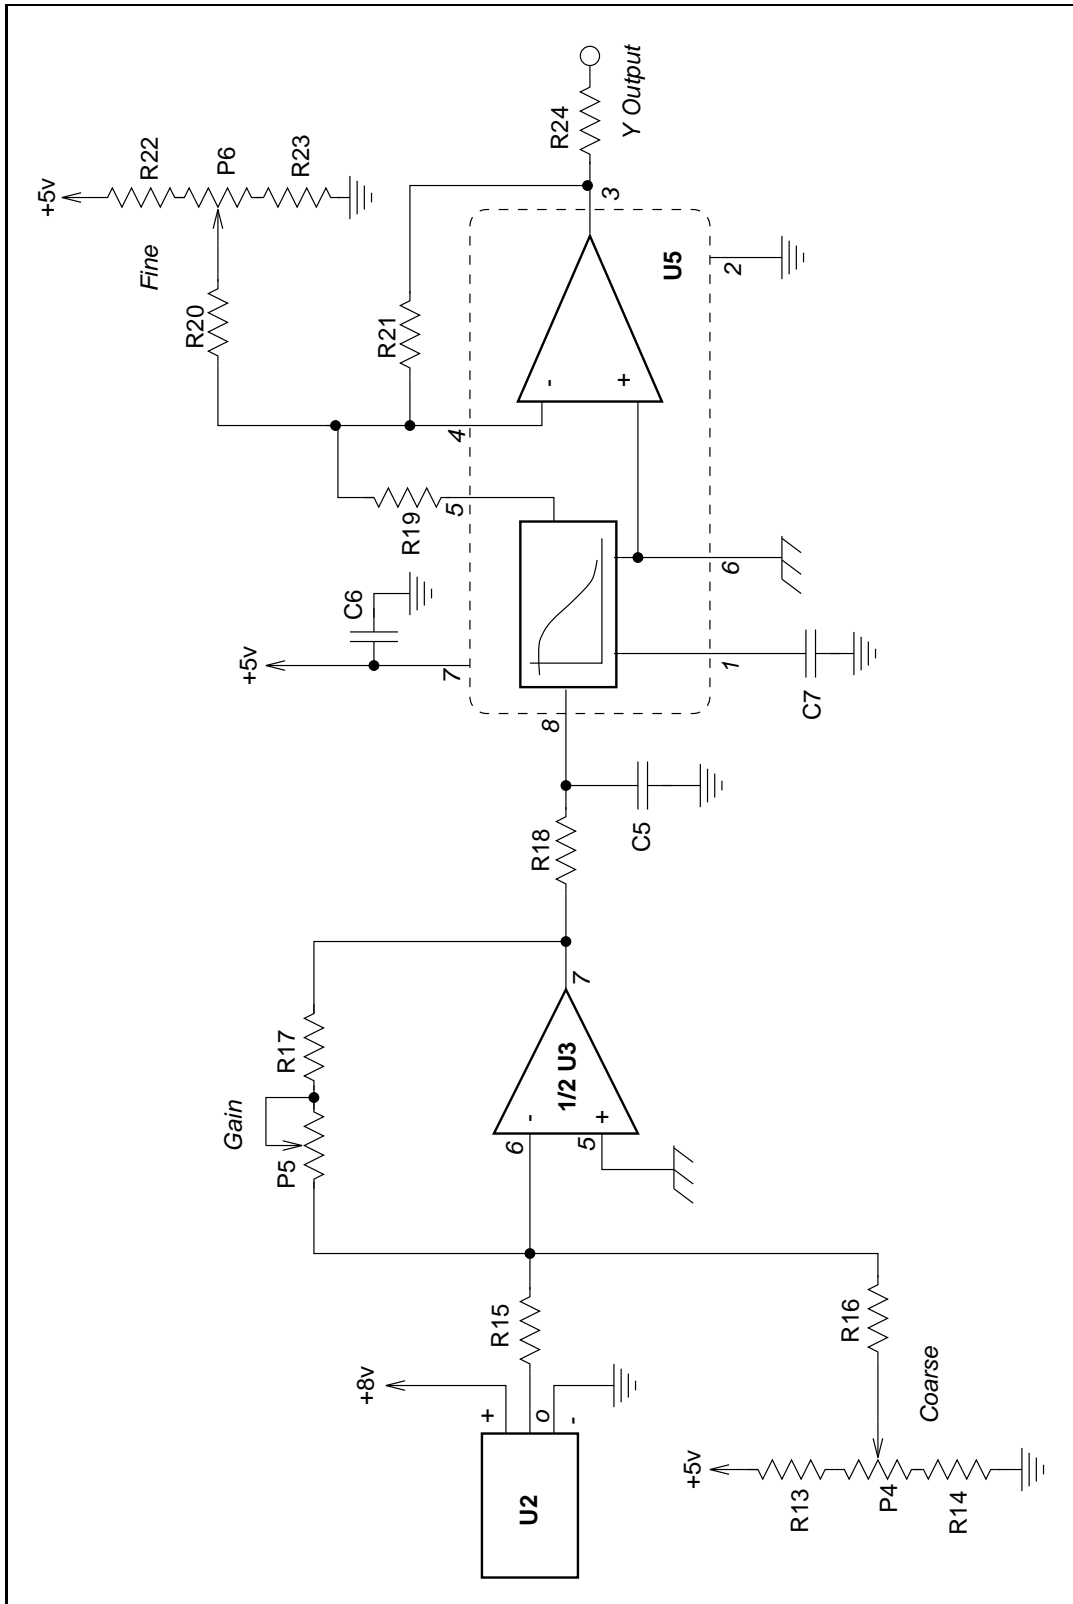 +5v
R22
P6
R23
Fine
R20
R21
R24
Y Output
3
U5
2
-
+
4
R19
5
C6
+5v
7
6
1
C7
8
C5
R18
7
R17
Gain
P5
1/2 U3
-
+
6
5
R15
R16
Coarse
+8v
+
o
-
U2
+5v
R13
P4
R14